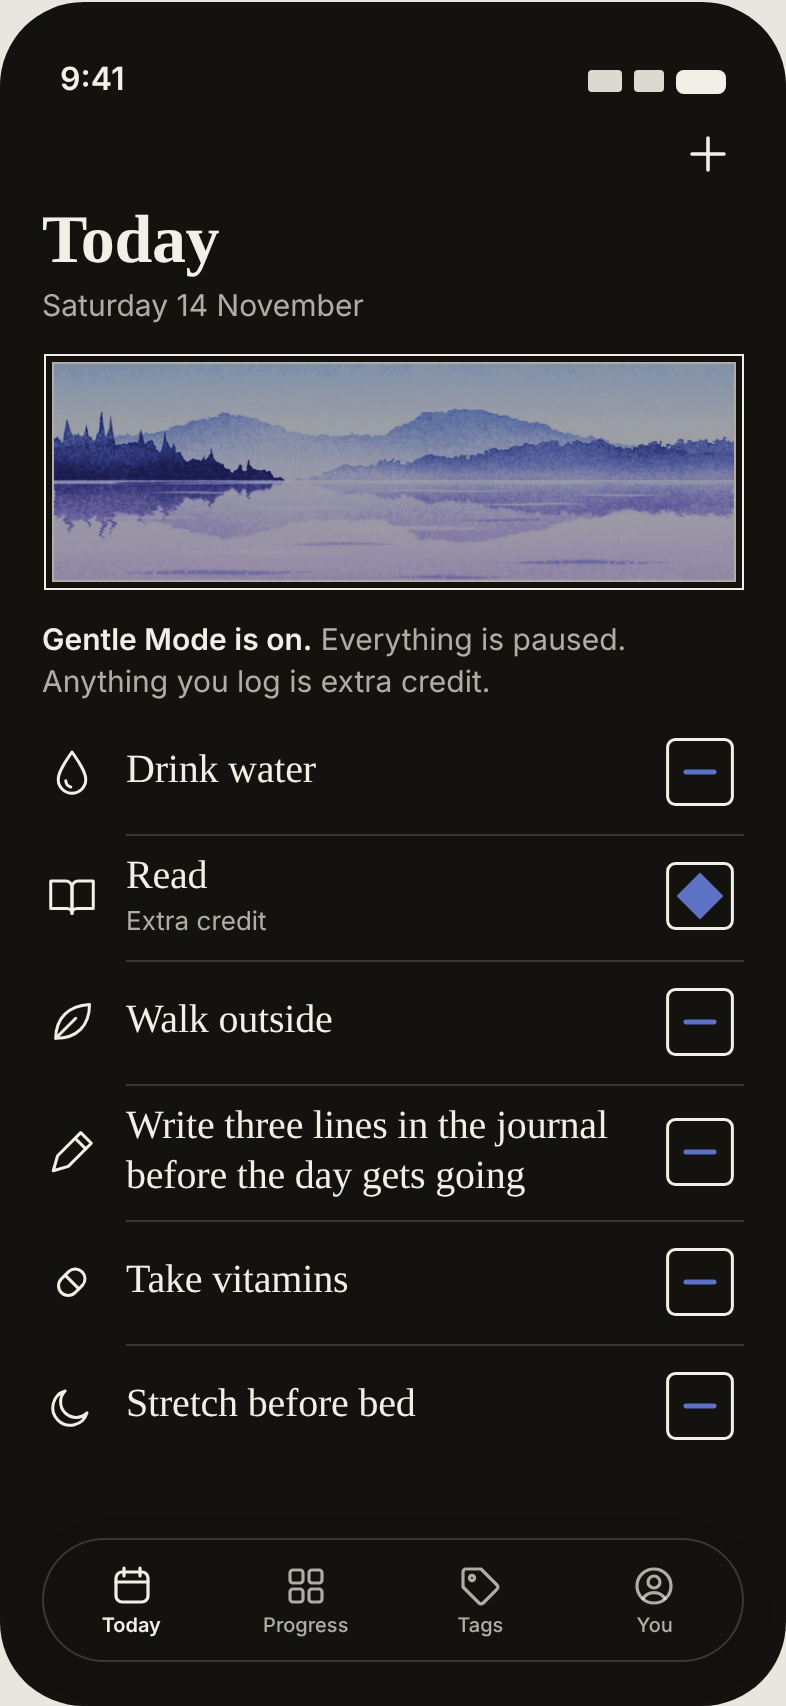 9:41
Today
Saturday 14 November
Gentle Mode is on. Everything is paused.
Anything you log is extra credit.
Drink water
Read
Extra credit
Walk outside
Write three lines in the journal
before the day gets going
Take vitamins
Stretch before bed
Today
Progress
Tags
You